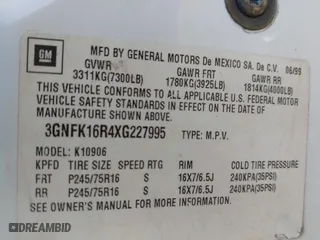 GM
MFD BY GENERAL MOTORS De MEXICO SA. De C.V. 06/99
GVWR GAWR FRT GAWR RR
3311KG(7300LB) 1780KG(3925LB) 1814KG(4000LB)
THIS VEHICLE CONFORMS TO ALL APPLICABLE U.S. FEDERAL MOTOR
VEHICLE SAFETY STANDARDS IN EFFECT ON THE DATE OF
MANUFACTURE SHOWN ABOVE.
3GNFK16R4XG227995 TYPE: M.P.V.
MODEL: K10906
KPFD TIRE SIZE SPEED RTG RIM COLD TIRE PRESSURE
FRT P245/75R16 S 16X7/6.5J 240KPA(35PSI)
RR P245/75R16 S 16X7/6.5J 240KPA(35PSI)
SEE OWNER'S MANUAL FOR MORE INFORMATION.
DEALER'S CHOICE AUTO AUCTION